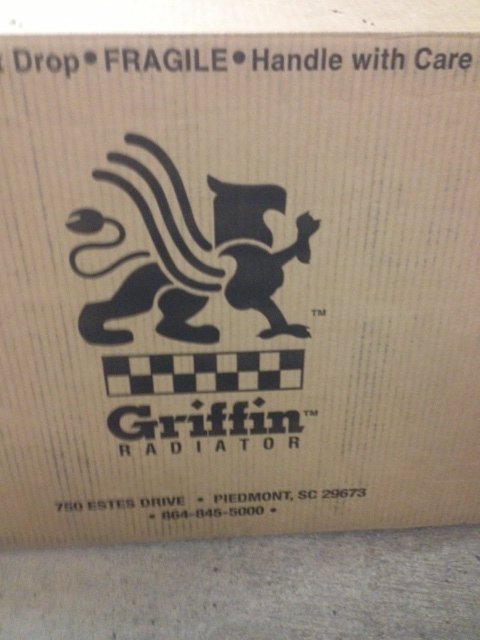 Drop • FRAGILE • Handle with Care
TM
Griffin™
RADIATOR
750 ESTES DRIVE • PIEDMONT, SC 29673
• 864-845-5000 •